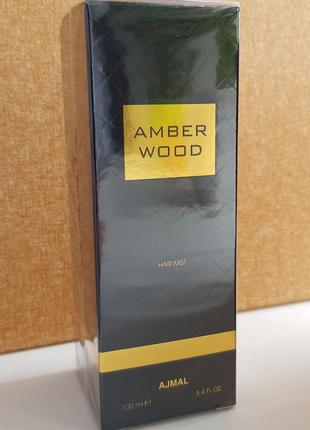 AMBER
WOOD
HAIR MIST
AJMAL
100 ml ℮ 3.4 FL.OZ.